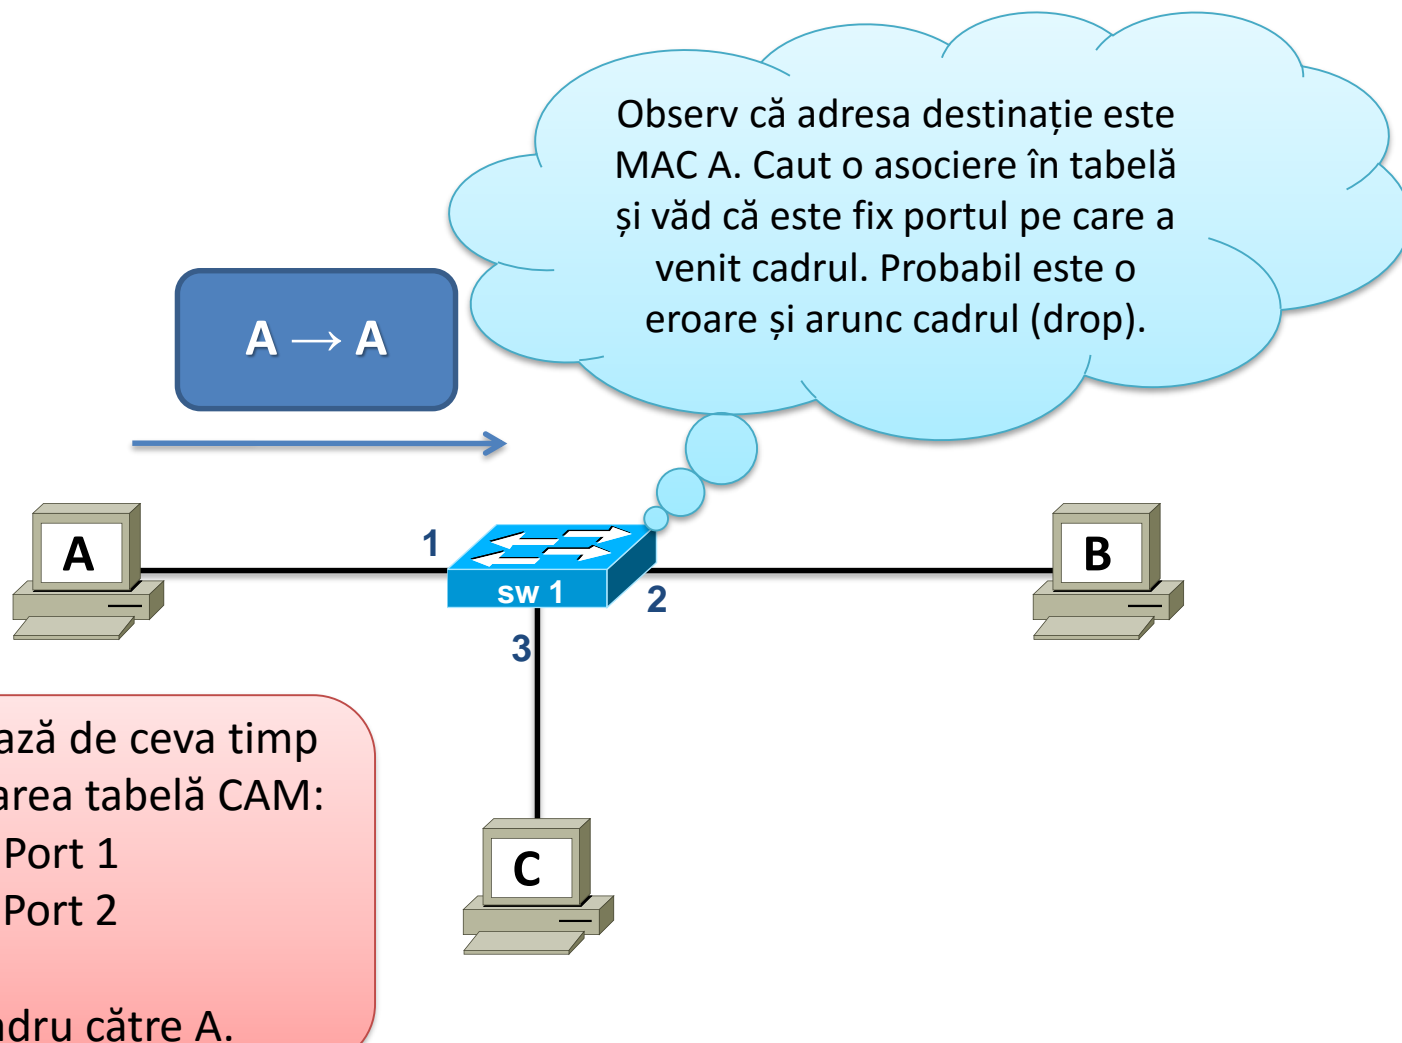 Observ că adresa destinație este
MAC A. Caut o asociere în tabelă
și văd că este fix portul pe care a
venit cadrul. Probabil este o
eroare și arunc cadrul (drop).
A → A
A
1
sw 1
2
B
3
C
ază de ceva timp
area tabelă CAM:
Port 1
Port 2
adru către A.